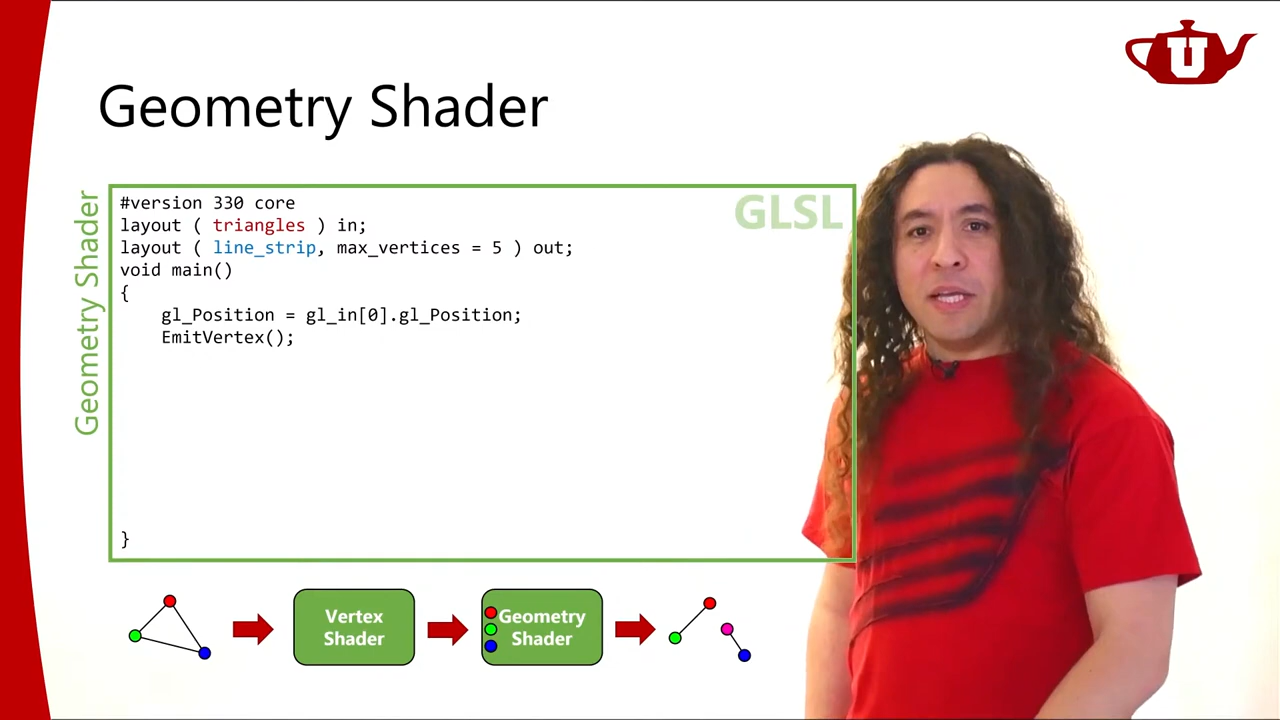 U
Geometry Shader
Geometry Shader
GLSL
#version 330 core
layout ( triangles ) in;
layout ( line_strip, max_vertices = 5 ) out;
void main()
{
    gl_Position = gl_in[0].gl_Position;
    EmitVertex();
}
Vertex
Shader
Geometry
Shader